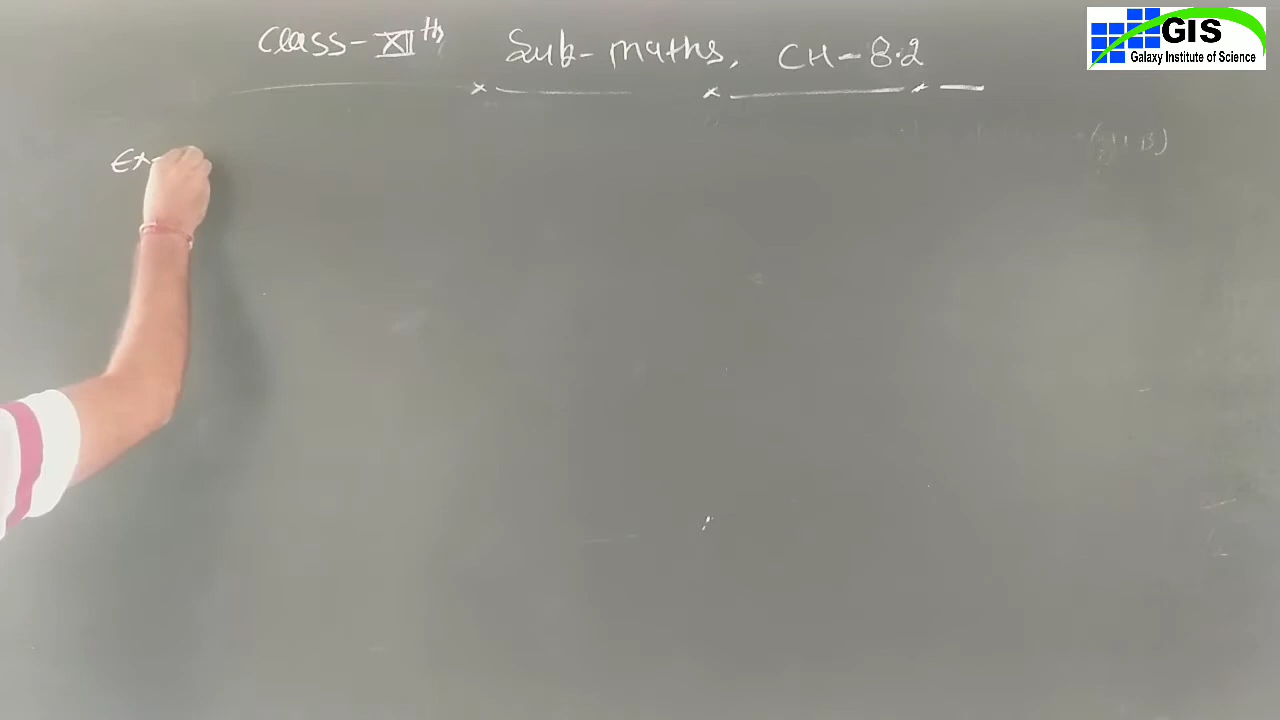 Class-XIIth Sub-maths, CH-8.2
GIS
Galaxy Institute of Science
Ex-